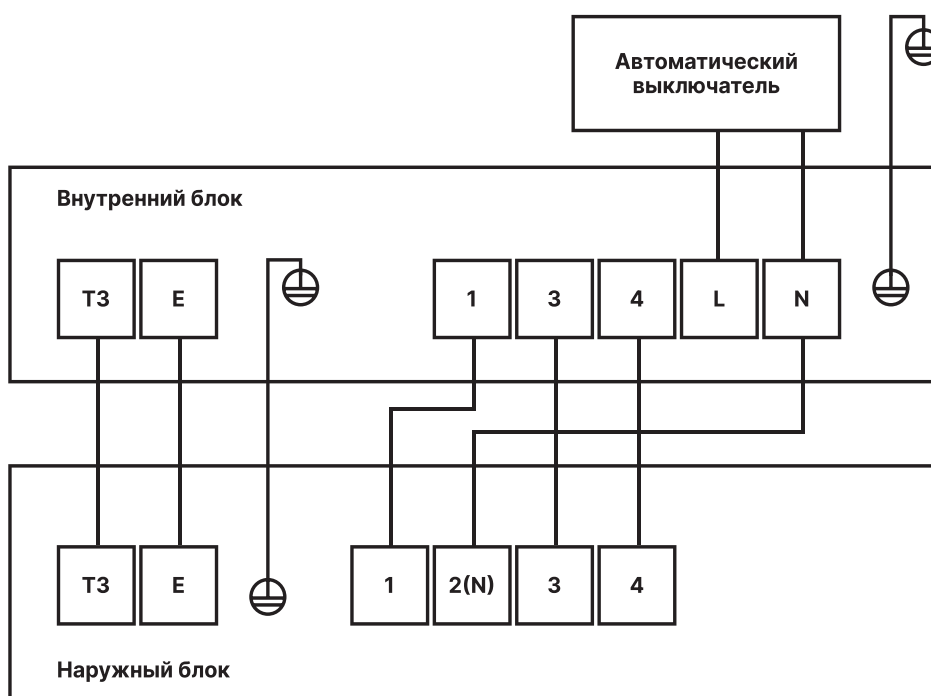 Автоматический
выключатель
Внутренний блок
T3 E 1 3 4 L N
T3 E 1 2(N) 3 4
Наружный блок